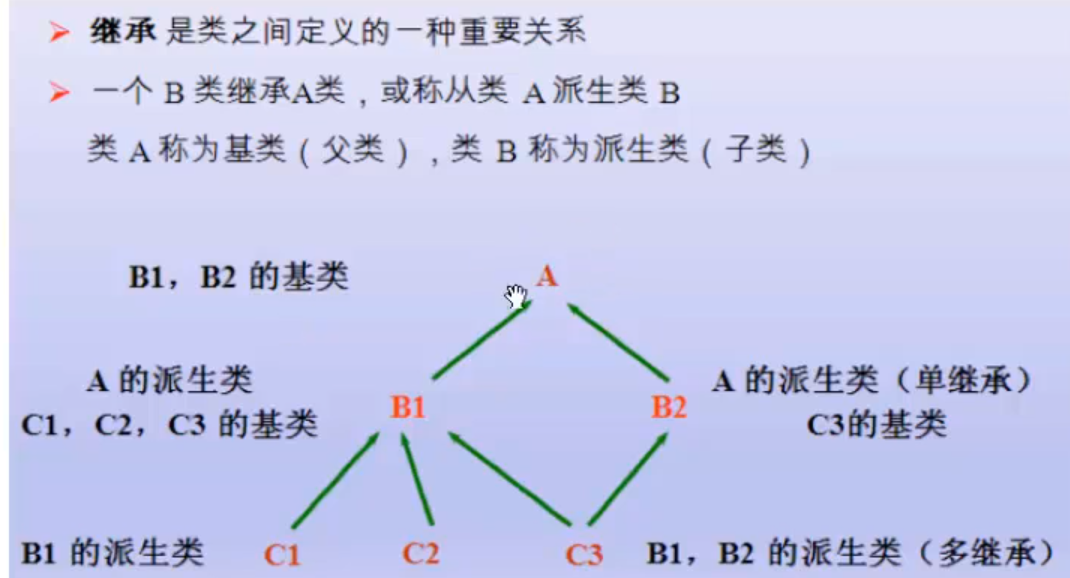 继承 是类之间定义的一种重要关系
一个 B 类继承A类，或称从类 A 派生类 B
类 A 称为基类（父类），类 B 称为派生类（子类）
B1，B2 的基类
A
A 的派生类
C1，C2，C3 的基类
B1
B2
A 的派生类（单继承）
C3的基类
B1 的派生类
C1
C2
C3
B1，B2 的派生类（多继承）